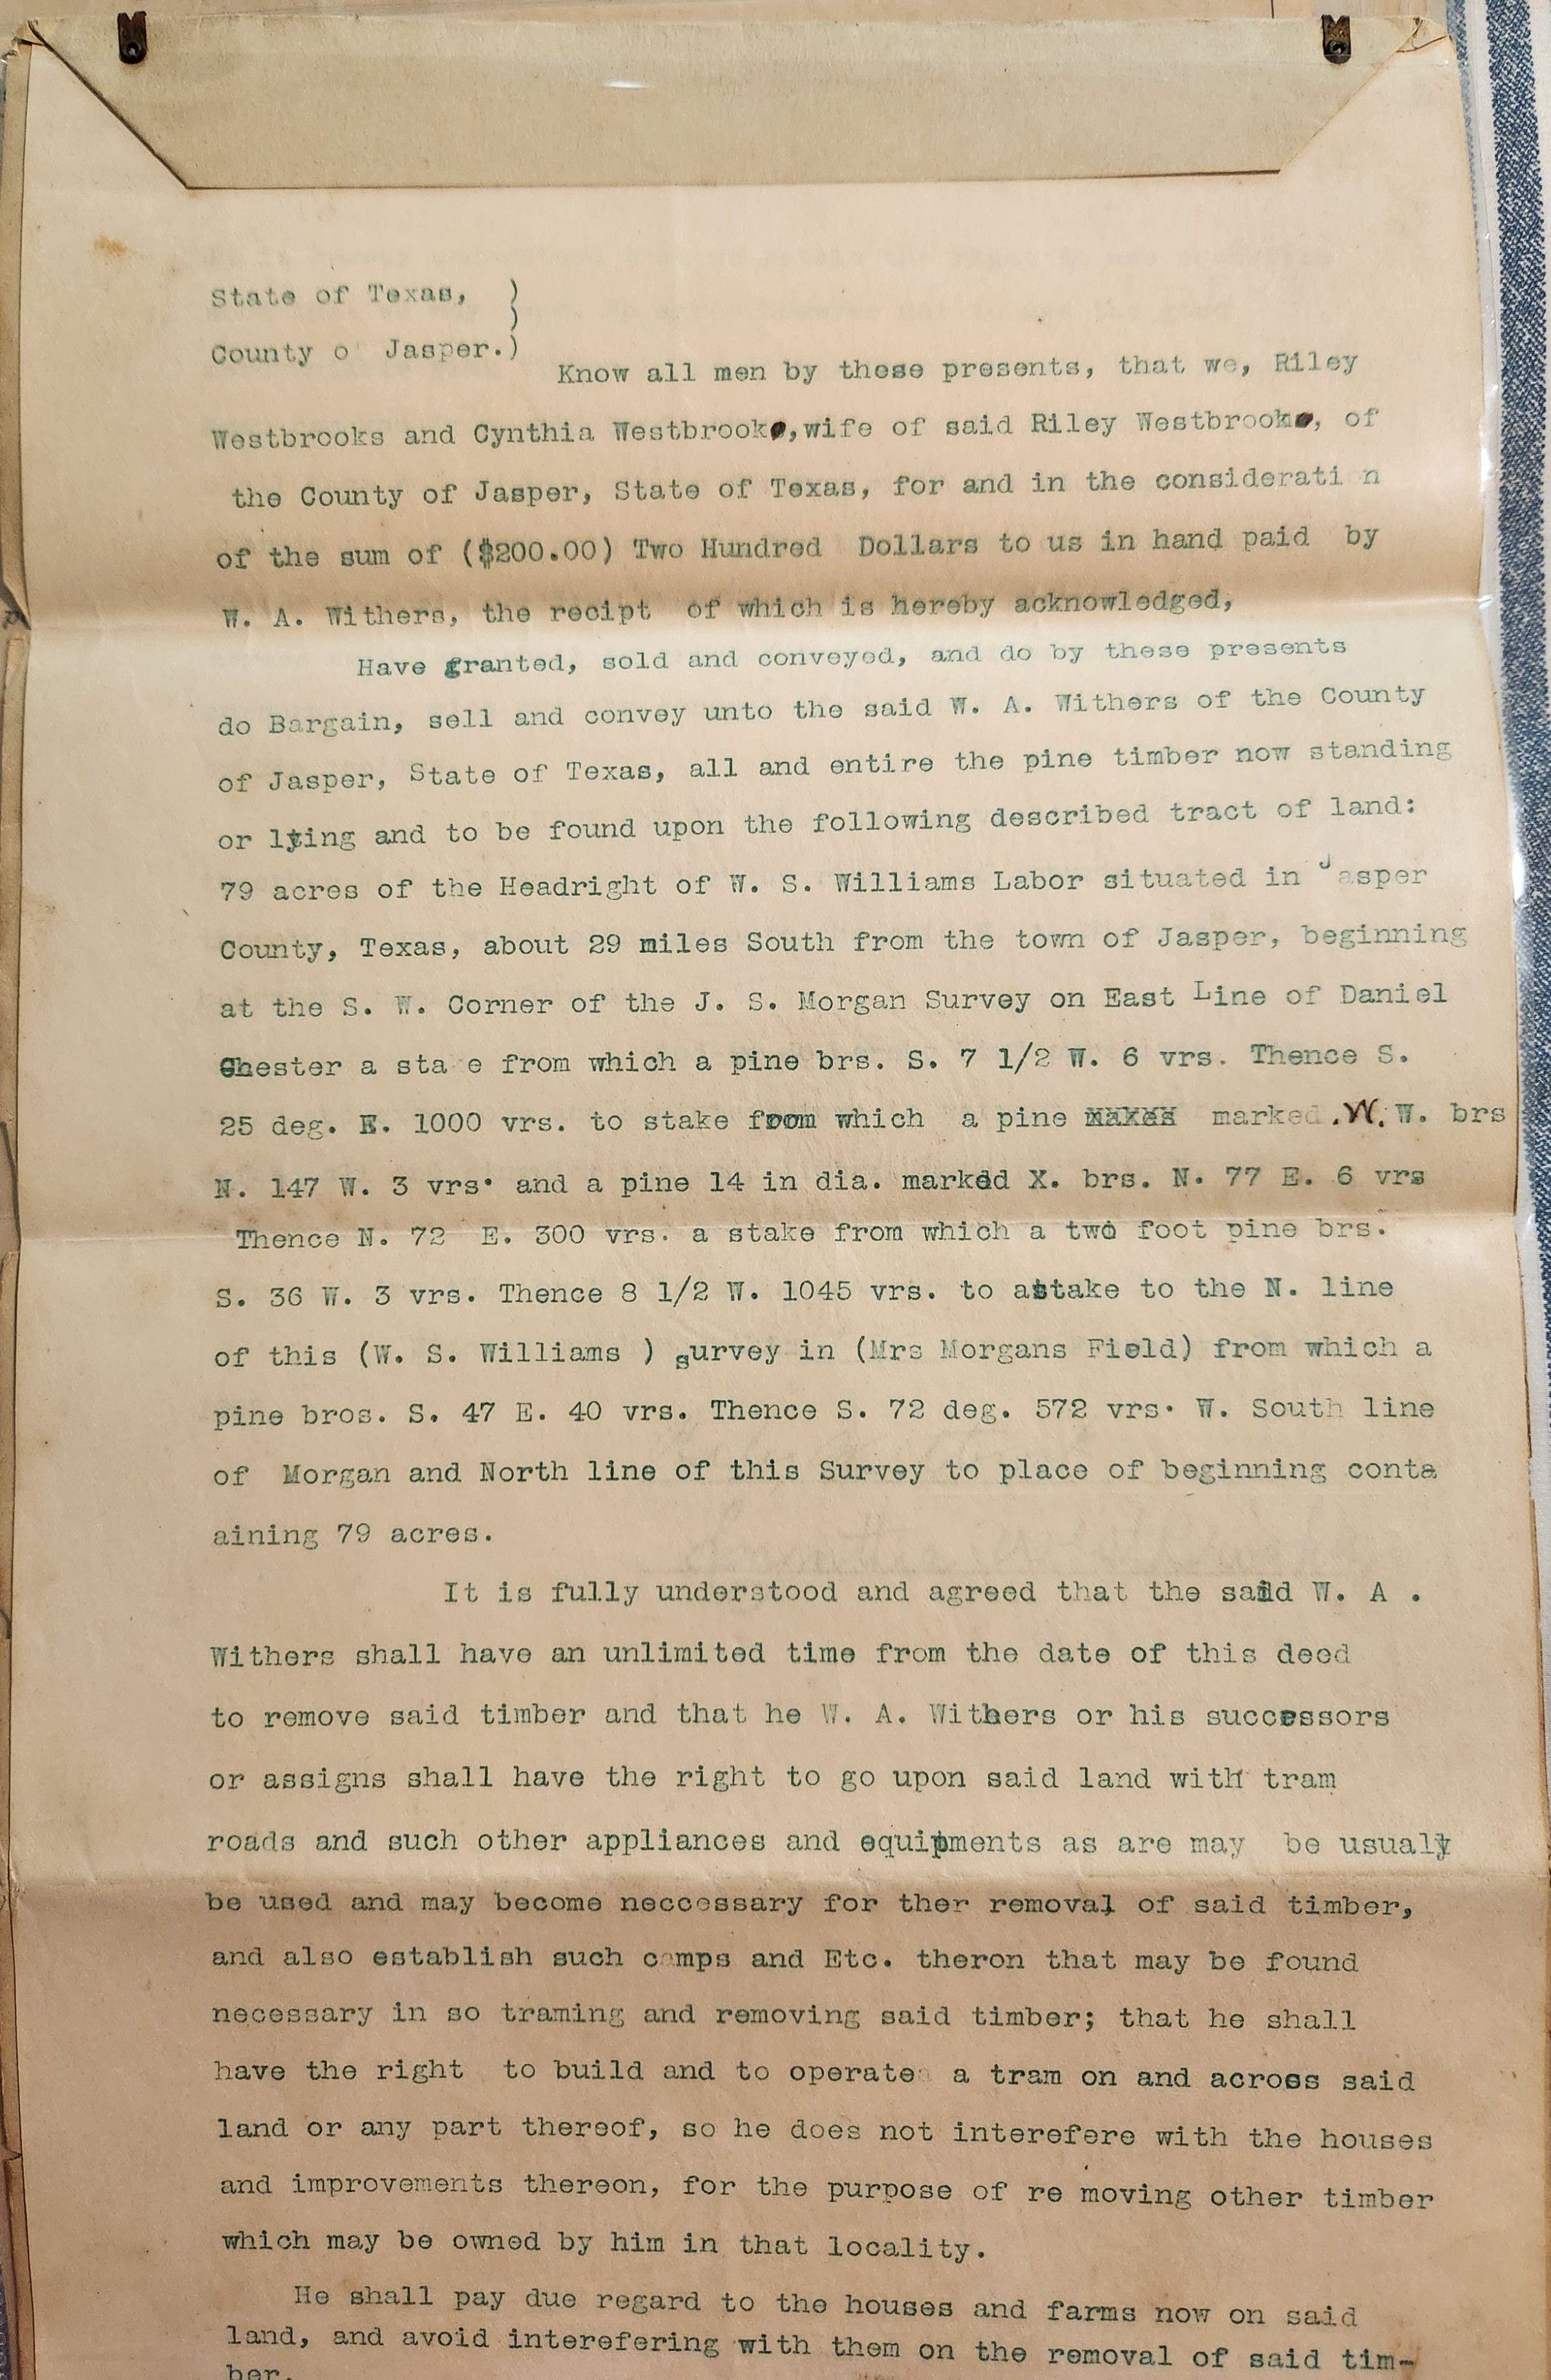 State of Texas, )
)
County o Jasper.)
Know all men by these presents, that we, Riley
Westbrooks and Cynthia Westbrook,wife of said Riley Westbrook, of
the County of Jasper, State of Texas, for and in the considerati n
of the sum of ($200.00) Two Hundred Dollars to us in hand paid by
W. A. Withers, the recipt of which is hereby acknowledged,
Have granted, sold and conveyed, and do by these presents
do Bargain, sell and convey unto the said W. A. Withers of the County
of Jasper, State of Texas, all and entire the pine timber now standing
or lying and to be found upon the following described tract of land:
79 acres of the Headright of W. S. Williams Labor situated in Jasper
County, Texas, about 29 miles South from the town of Jasper, beginning
at the S. W. Corner of the J. S. Morgan Survey on East Line of Daniel
Chester a sta e from which a pine brs. S. 7 1/2 W. 6 vrs. Thence S.
25 deg. E. 1000 vrs. to stake from which a pine marked .W. W. brs
N. 147 W. 3 vrs. and a pine 14 in dia. marked X. brs. N. 77 E. 6 vrs
Thence N. 72 E. 300 vrs. a stake from which a two foot pine brs.
S. 36 W. 3 vrs. Thence 8 1/2 W. 1045 vrs. to astake to the N. line
of this (W. S. Williams ) survey in (Mrs Morgans Field) from which a
pine bros. S. 47 E. 40 vrs. Thence S. 72 deg. 572 vrs. W. South line
of Morgan and North line of this Survey to place of beginning conta
aining 79 acres.
It is fully understood and agreed that the said W. A .
Withers shall have an unlimited time from the date of this deed
to remove said timber and that he W. A. Withers or his successors
or assigns shall have the right to go upon said land with tram
roads and such other appliances and equipments as are may be usualy
be used and may become neccessary for ther removal of said timber,
and also establish such camps and Etc. theron that may be found
necessary in so traming and removing said timber; that he shall
have the right to build and to operate a tram on and across said
land or any part thereof, so he does not interefere with the houses
and improvements thereon, for the purpose of re moving other timber
which may be owned by him in that locality.
He shall pay due regard to the houses and farms now on said
land, and avoid interefering with them on the removal of said tim-
ber.